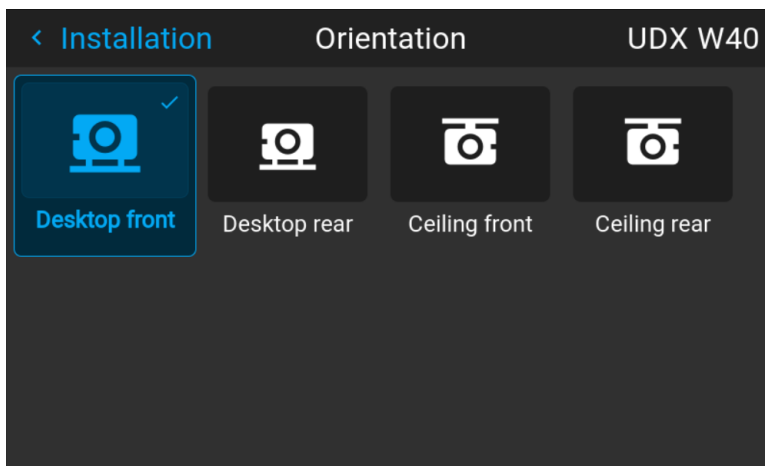 Installation Orientation UDX W40
Desktop front Desktop rear Ceiling front Ceiling rear